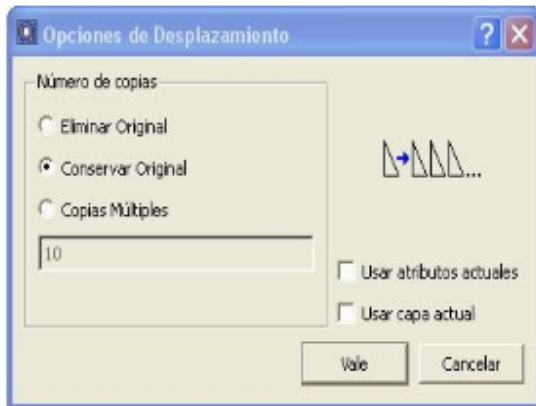 Opciones de Desplazamiento
Número de copias
Eliminar Original
Conservar Original
Copias Múltiples
10
...
Usar atributos actuales
Usar capa actual
Vale
Cancelar